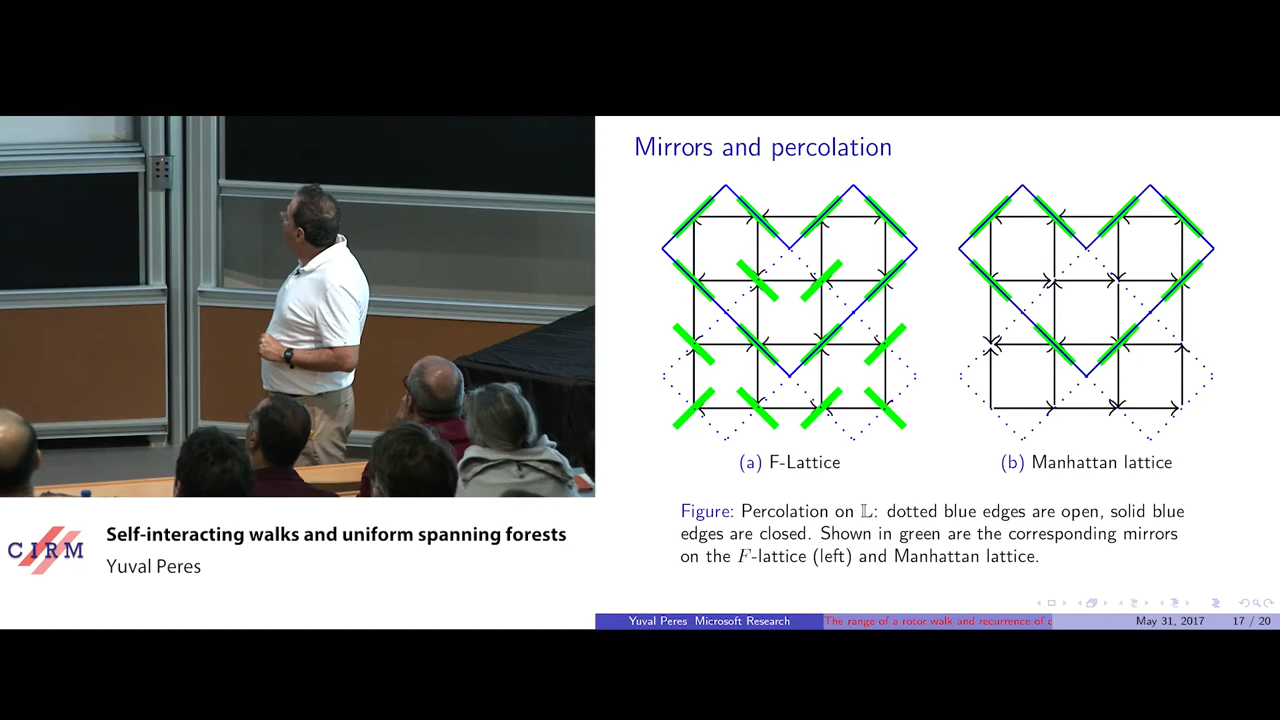 Mirrors and percolation
(a) F-Lattice
(b) Manhattan lattice
Figure: Percolation on 𝕃: dotted blue edges are open, solid blue
edges are closed. Shown in green are the corresponding mirrors
on the F-lattice (left) and Manhattan lattice.
Yuval Peres Microsoft Research
The range of a rotor walk and recurrence of
May 31, 2017
17 / 20
CIRM
Self-interacting walks and uniform spanning forests
Yuval Peres